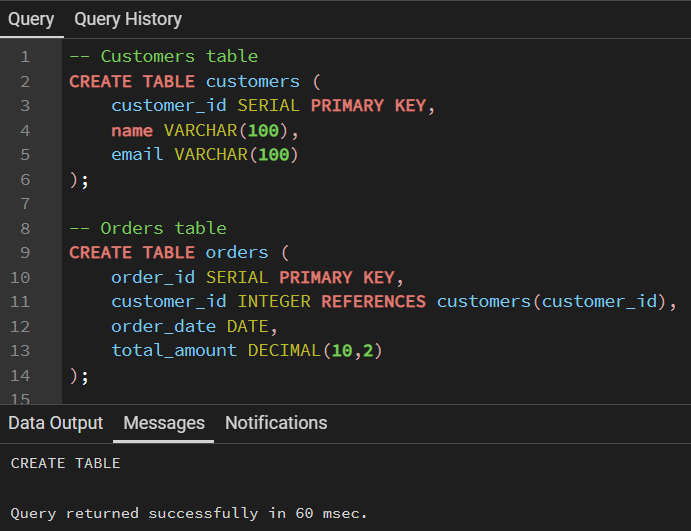 Query Query History
1 -- Customers table
2 CREATE TABLE customers (
3     customer_id SERIAL PRIMARY KEY,
4     name VARCHAR(100),
5     email VARCHAR(100)
6 );
7
8 -- Orders table
9 CREATE TABLE orders (
10     order_id SERIAL PRIMARY KEY,
11     customer_id INTEGER REFERENCES customers(customer_id),
12     order_date DATE,
13     total_amount DECIMAL(10,2)
14 );
15
Data Output Messages Notifications
CREATE TABLE
Query returned successfully in 60 msec.